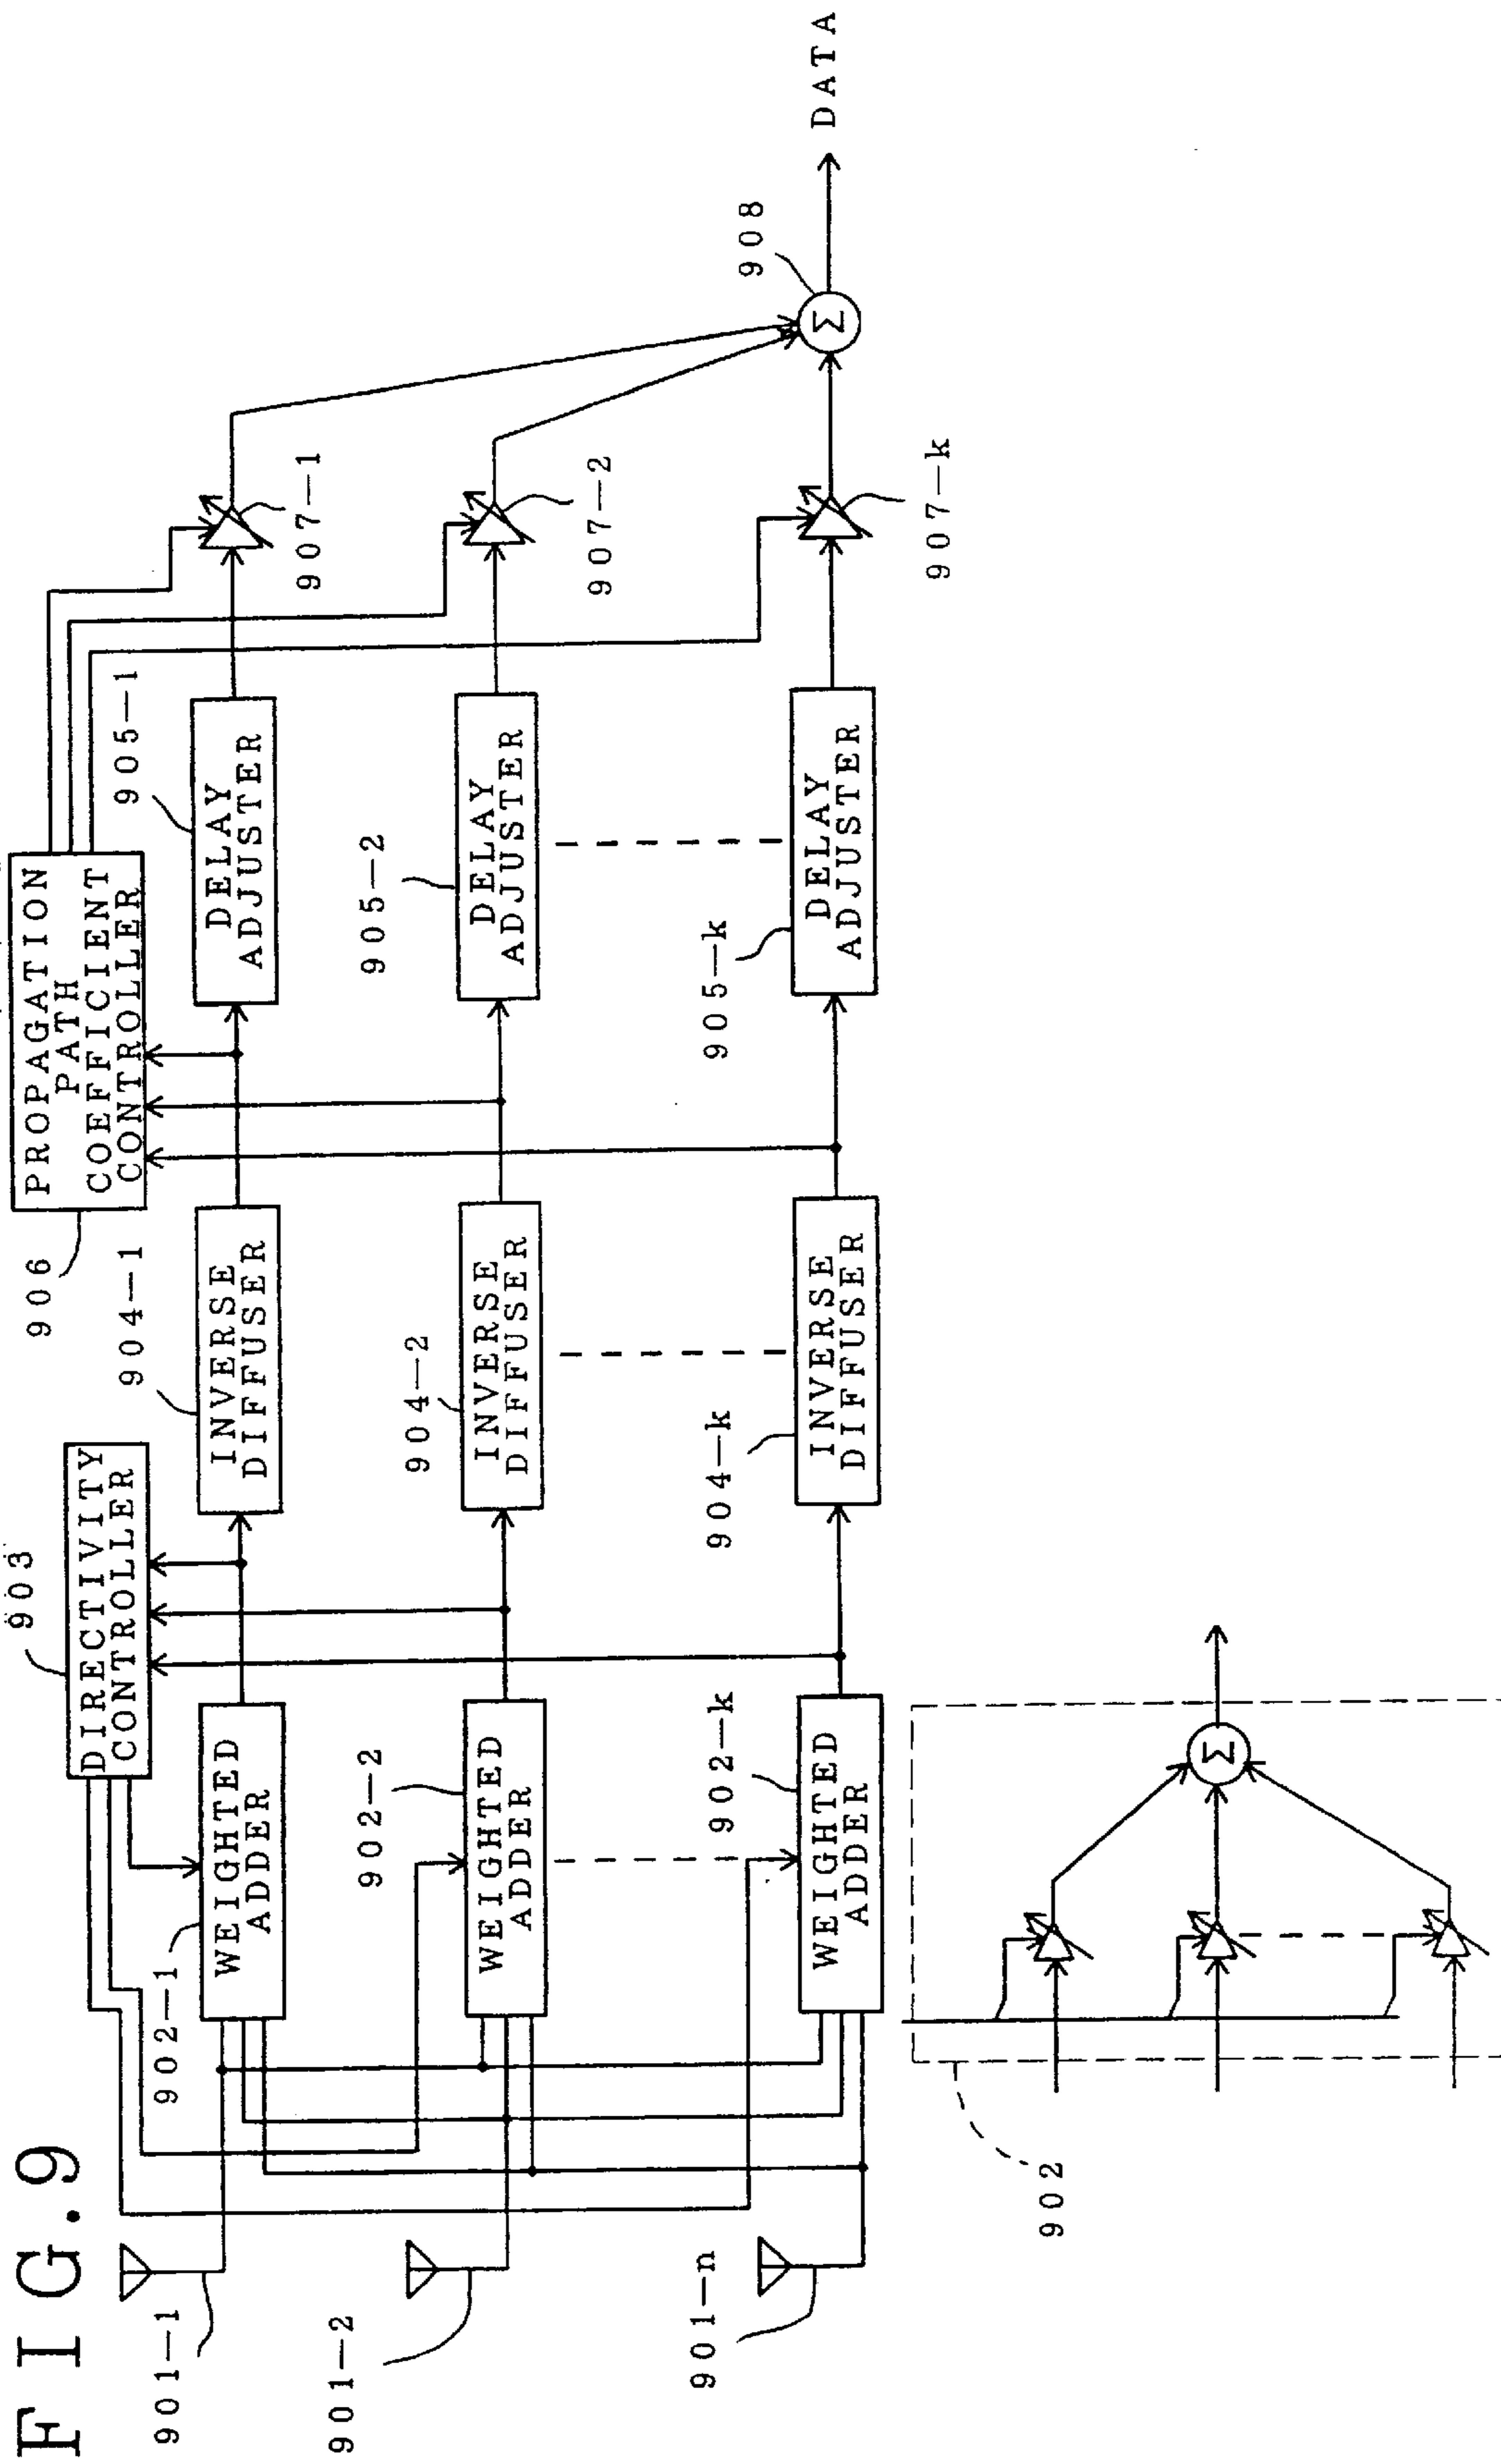 FIG.9
903
DIRECTIVITY
CONTROLLER
906
PROPAGATION
PATH
COEFFICIENT
CONTROLLER
901-1
902-1
WEIGHTED
ADDER
904-1
INVERSE
DIFFUSER
905-1
DELAY
ADJUSTER
907-1
901-2
902-2
WEIGHTED
ADDER
904-2
INVERSE
DIFFUSER
905-2
DELAY
ADJUSTER
907-2
901-n
902-k
WEIGHTED
ADDER
904-k
INVERSE
DIFFUSER
905-k
DELAY
ADJUSTER
907-k
908
Σ
DATA
902
Σ